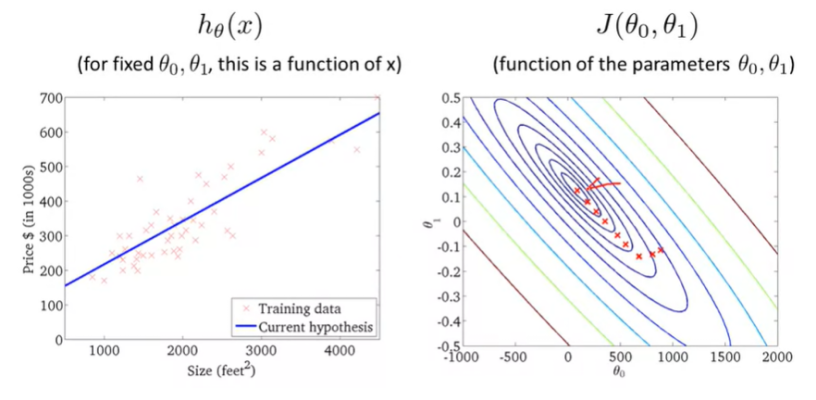 h_θ(x)
(for fixed θ₀, θ₁, this is a function of x)
700
600
500
400
300
200
100
0
Price $ (in 1000s)
1000 2000 3000 4000
Size (feet²)
Training data
Current hypothesis
J(θ₀, θ₁)
(function of the parameters θ₀, θ₁)
0.5
0.4
0.3
0.2
0.1
0
-0.1
-0.2
-0.3
-0.4
-0.5
θ₁
-1000 -500 0 500 1000 1500 2000
θ₀